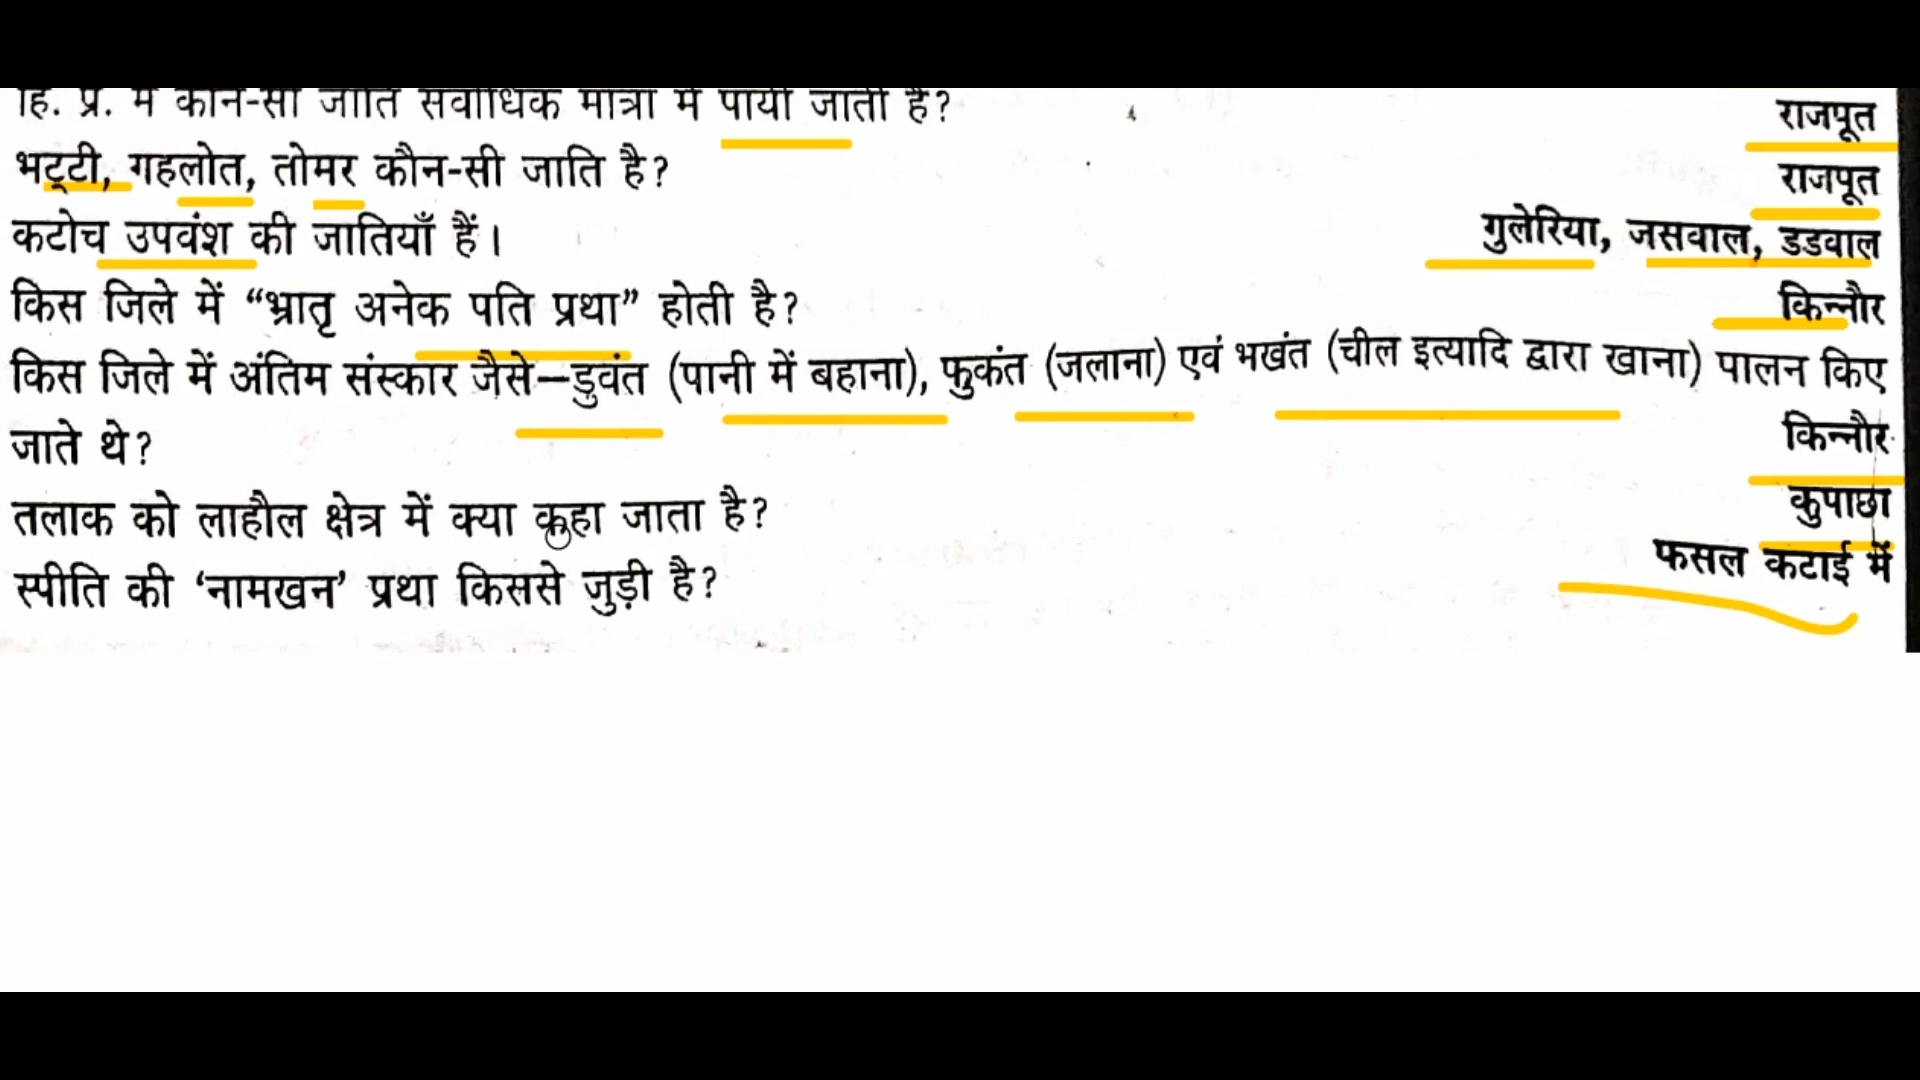 हि. प्र. में कौन-सी जाति सर्वाधिक मात्रा में पायी जाती है? राजपूत
भट्टी, गहलोत, तोमर कौन-सी जाति है? राजपूत
कटोच उपवंश की जातियाँ हैं। गुलेरिया, जसवाल, डडवाल
किस जिले में “भ्रातृ अनेक पति प्रथा” होती है? किन्नौर
किस जिले में अंतिम संस्कार जैसे—डुवंत (पानी में बहाना), फुकंत (जलाना) एवं भखंत (चील इत्यादि द्वारा खाना) पालन किए
जाते थे? किन्नौर
तलाक को लाहौल क्षेत्र में क्या कहा जाता है? कुपाछा
स्पीति की ‘नामखन’ प्रथा किससे जुड़ी है? फसल कटाई में